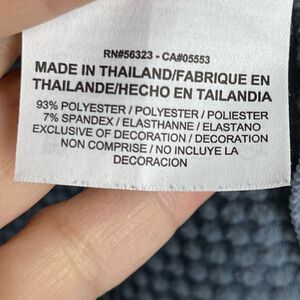 RN#56323 - CA#05553
MADE IN THAILAND/FABRIQUE EN
THAILANDE/HECHO EN TAILANDIA
93% POLYESTER / POLYESTER / POLIESTER
7% SPANDEX / ELASTHANNE / ELASTANO
EXCLUSIVE OF DECORATION / DECORATION
NON COMPRISE / NO INCLUYE LA
DECORACION